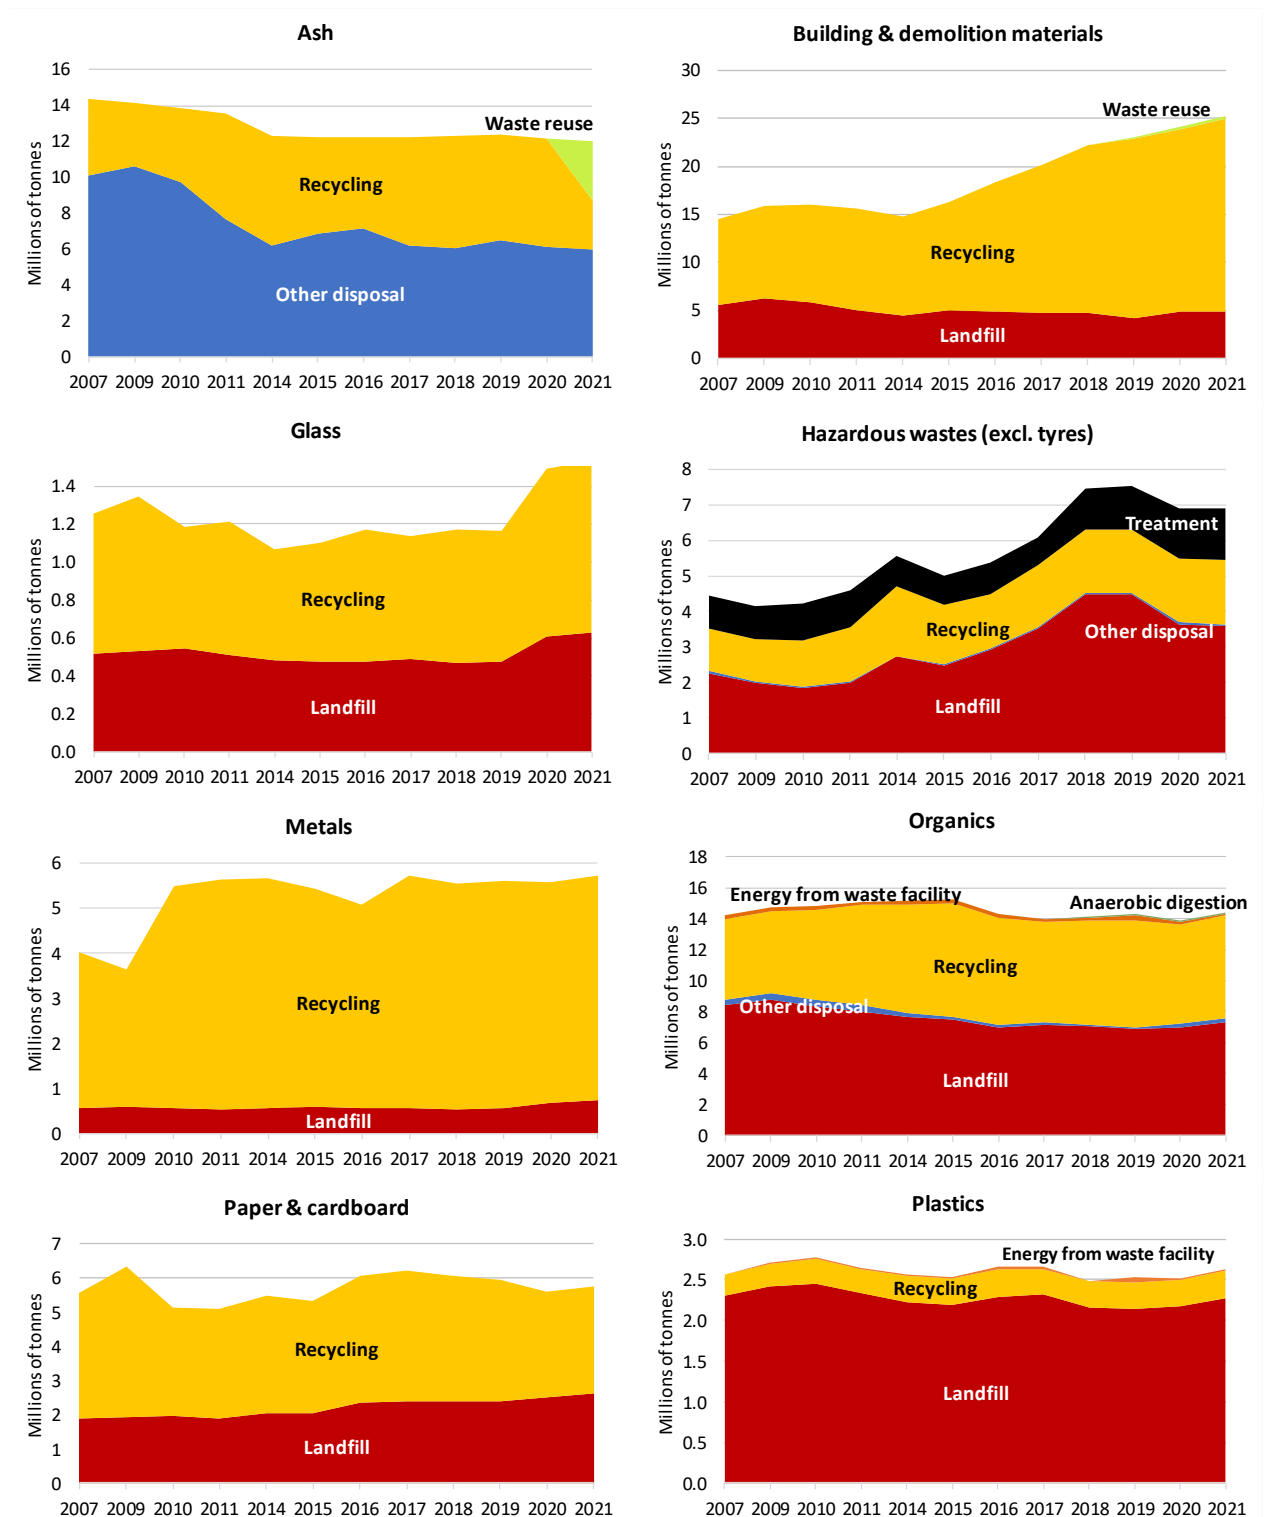 Ash
Millions of tonnes
16
14
12
10
8
6
4
2
0
Waste reuse
Recycling
Other disposal
2007 2009 2010 2011 2014 2015 2016 2017 2018 2019 2020 2021
Building & demolition materials
Millions of tonnes
30
25
20
15
10
5
0
Waste reuse
Recycling
Landfill
2007 2009 2010 2011 2014 2015 2016 2017 2018 2019 2020 2021
Glass
Millions of tonnes
1.4
1.2
1.0
0.8
0.6
0.4
0.2
0.0
Recycling
Landfill
2007 2009 2010 2011 2014 2015 2016 2017 2018 2019 2020 2021
Hazardous wastes (excl. tyres)
Millions of tonnes
8
7
6
5
4
3
2
1
0
Treatment
Recycling
Other disposal
Landfill
2007 2009 2010 2011 2014 2015 2016 2017 2018 2019 2020 2021
Metals
Millions of tonnes
6
5
4
3
2
1
0
Recycling
Landfill
2007 2009 2010 2011 2014 2015 2016 2017 2018 2019 2020 2021
Organics
Millions of tonnes
18
16
14
12
10
8
6
4
2
0
Energy from waste facility
Anaerobic digestion
Recycling
Other disposal
Landfill
2007 2009 2010 2011 2014 2015 2016 2017 2018 2019 2020 2021
Paper & cardboard
Millions of tonnes
7
6
5
4
3
2
1
0
Recycling
Landfill
2007 2009 2010 2011 2014 2015 2016 2017 2018 2019 2020 2021
Plastics
Millions of tonnes
3.0
2.5
2.0
1.5
1.0
0.5
0.0
Energy from waste facility
Recycling
Landfill
2007 2009 2010 2011 2014 2015 2016 2017 2018 2019 2020 2021